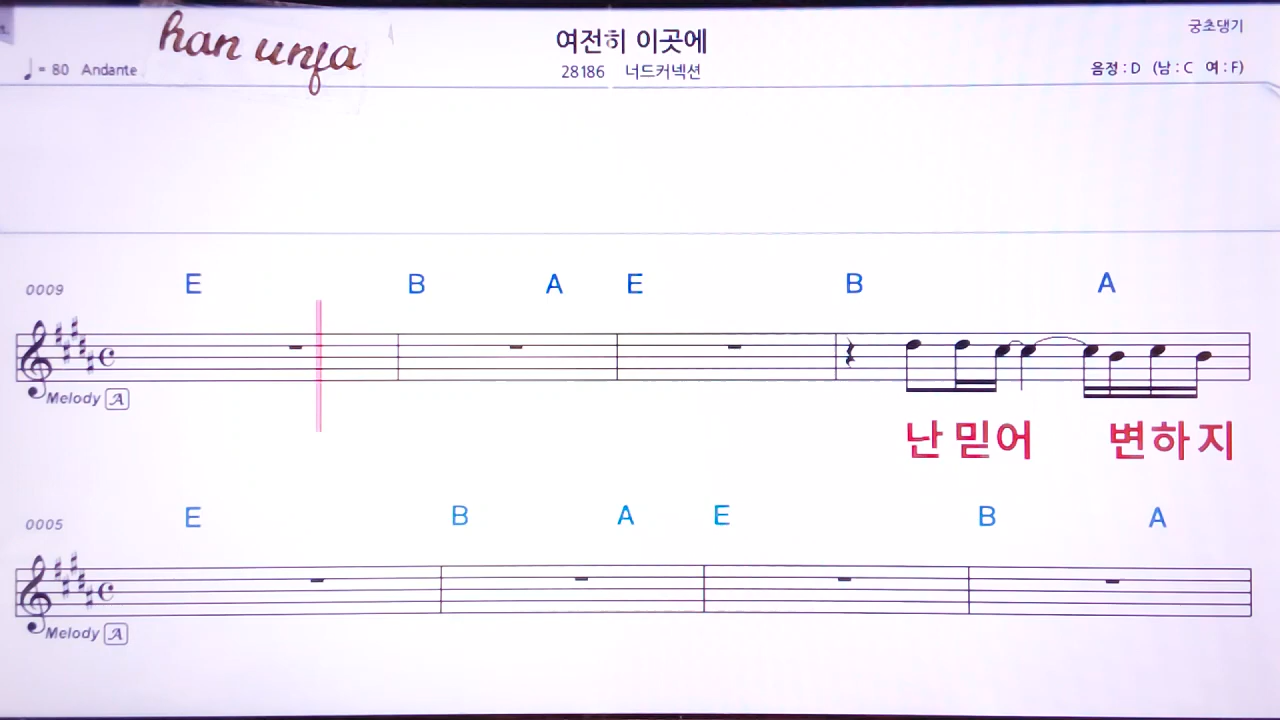 han unja
여전히 이곳에
궁초댕기
♩= 80 Andante
28186 너드커넥션
음정 : D (남 : C 여 : F)
E B A E B A
0009
Melody A
난 믿어 변하지
E B A E B A
0005
Melody A